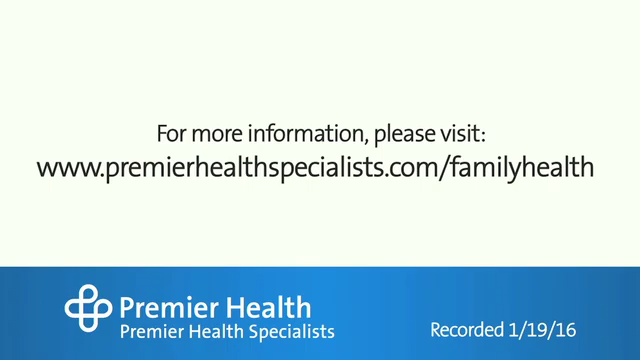 For more information, please visit:
www.premierhealthspecialists.com/familyhealth
Premier Health
Premier Health Specialists
Recorded 1/19/16